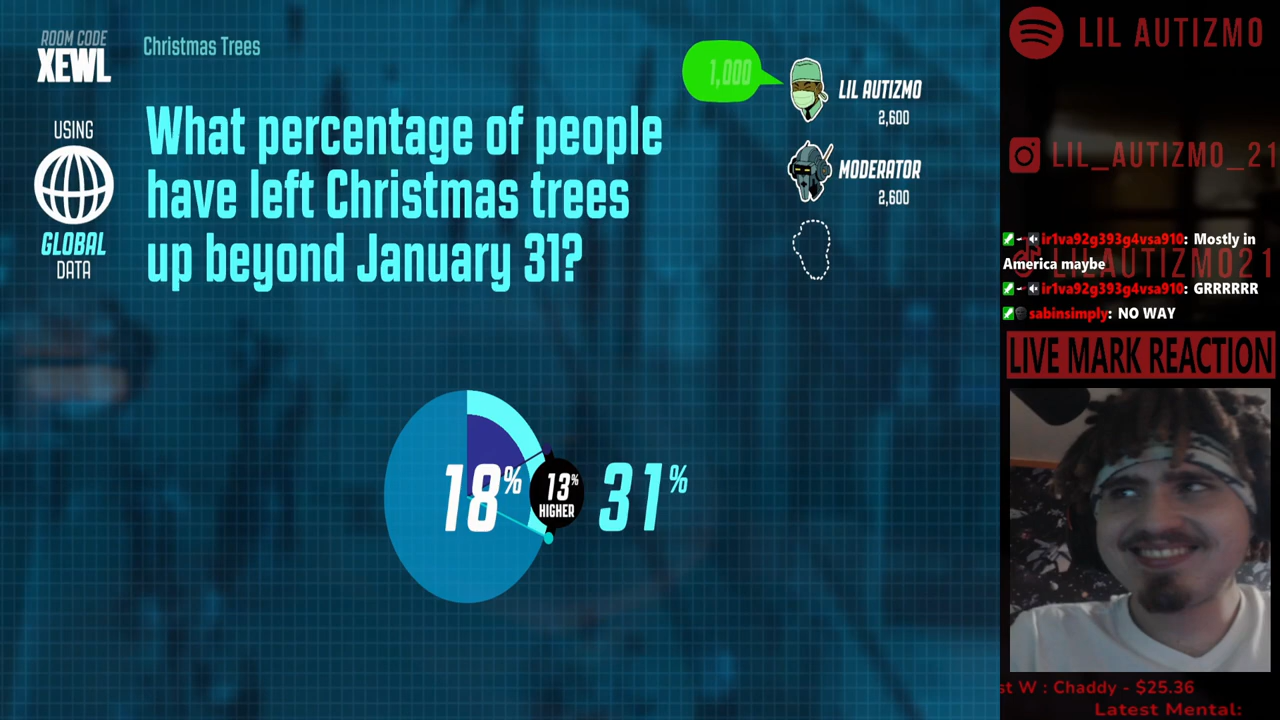 ROOM CODE
XEWL
Christmas Trees
USING
GLOBAL
DATA
What percentage of people
have left Christmas trees
up beyond January 31?
1,000
LIL AUTIZMO
2,600
MODERATOR
2,600
18%
13%
HIGHER
31%
LIL AUTIZMO
LIL_AUTIZMO_21
LILAUTIZMO21
ir1va92g393g4vsa910: Mostly in
America maybe
ir1va92g393g4vsa910: GRRRRRR
sabinsimply: NO WAY
LIVE MARK REACTION
st W : Chaddy - $25.36
Latest Mental: